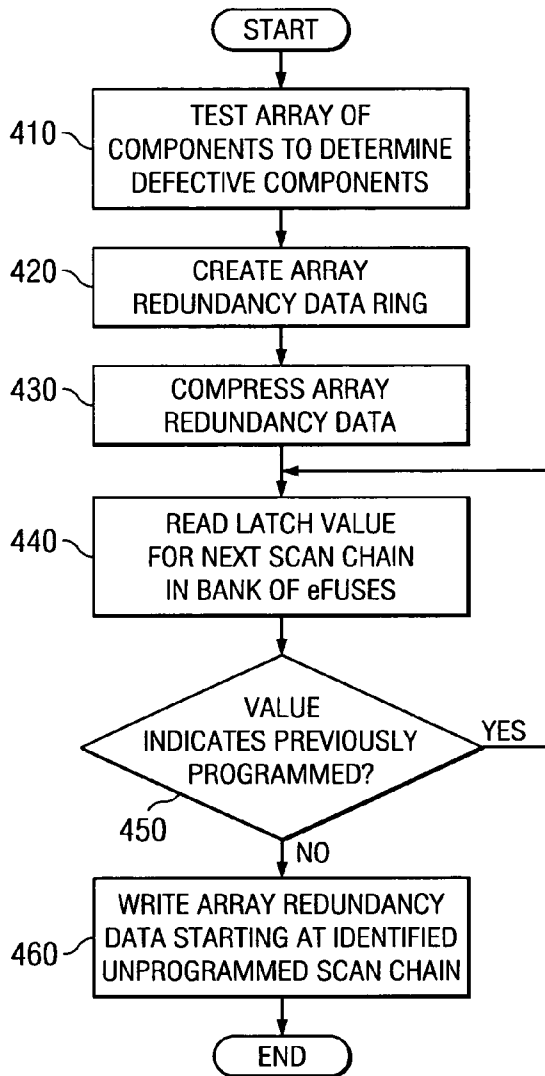 START
410
TEST ARRAY OF
COMPONENTS TO DETERMINE
DEFECTIVE COMPONENTS
420
CREATE ARRAY
REDUNDANCY DATA RING
430
COMPRESS ARRAY
REDUNDANCY DATA
440
READ LATCH VALUE
FOR NEXT SCAN CHAIN
IN BANK OF eFUSES
VALUE
INDICATES PREVIOUSLY
PROGRAMMED?
YES
450
NO
460
WRITE ARRAY REDUNDANCY
DATA STARTING AT IDENTIFIED
UNPROGRAMMED SCAN CHAIN
END